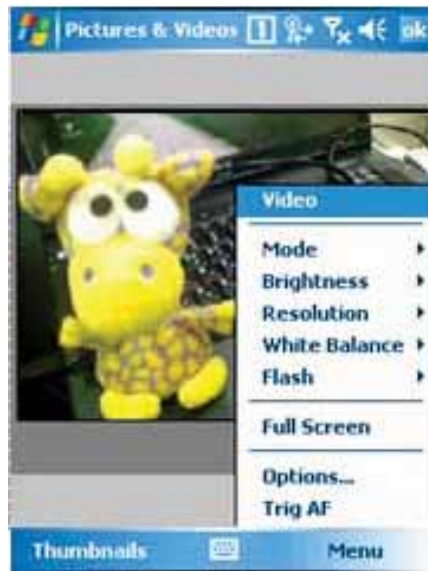 Pictures & Videos ok
Video
Mode
Brightness
Resolution
White Balance
Flash
Full Screen
Options...
Trig AF
Thumbnails Menu